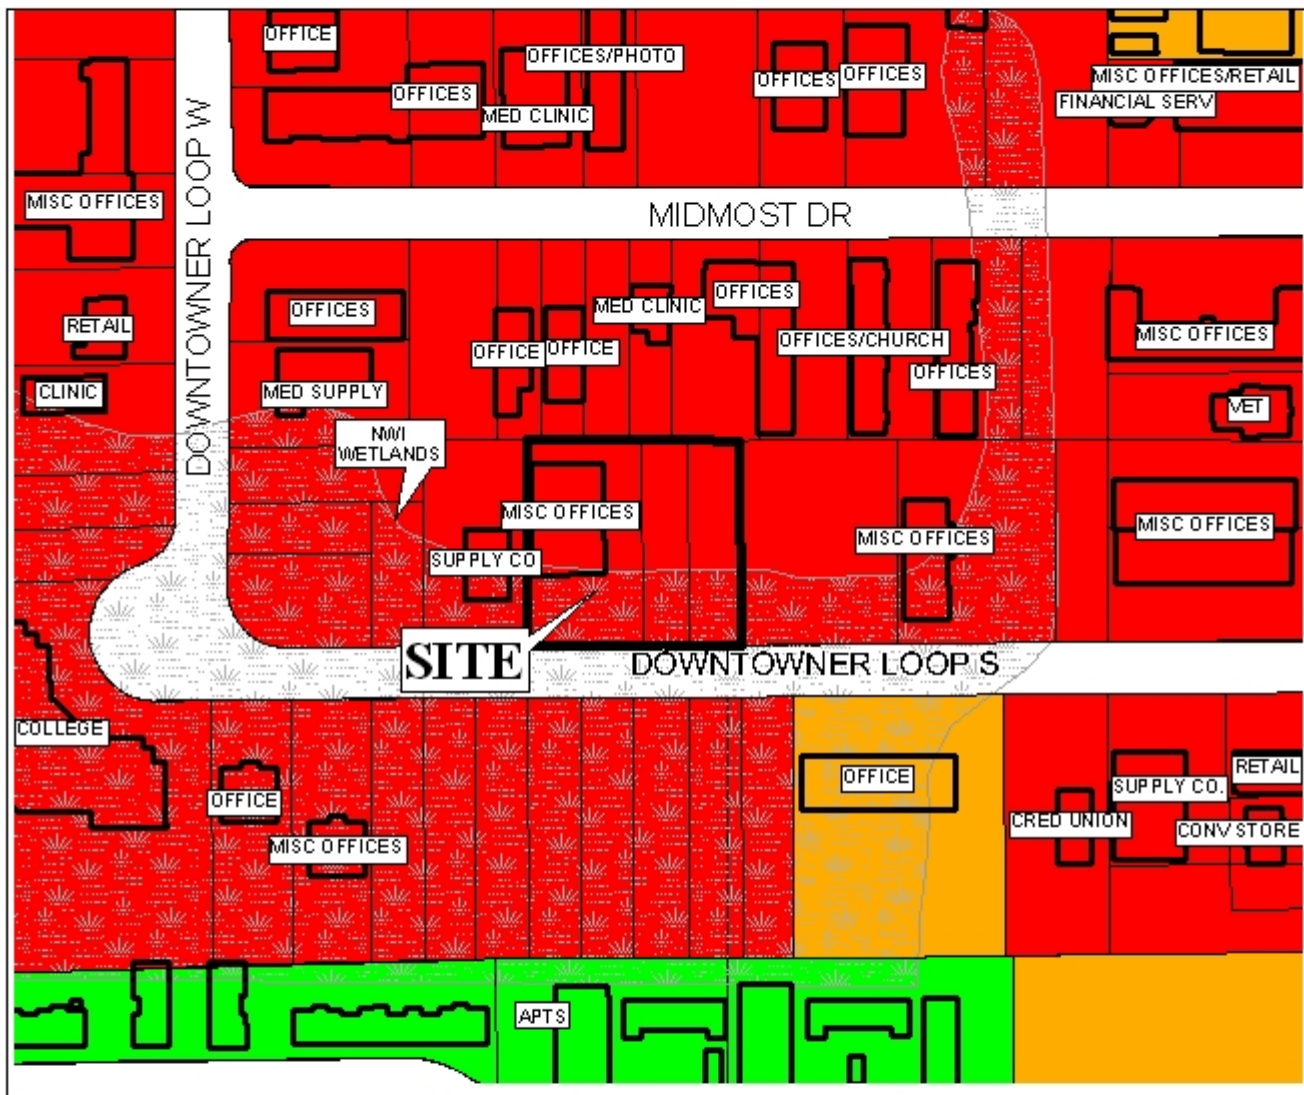 OFFICE
OFFICES/PHOTO
OFFICES
MED CLINIC
OFFICES
OFFICES
MISC OFFICES/RETAIL
FINANCIAL SERV
MISC OFFICES
DOWNTOWNER LOOP W
MIDMOST DR
RETAIL
OFFICES
MED CLINIC
OFFICES
OFFICE
OFFICE
OFFICES/CHURCH
OFFICES
MISC OFFICES
CLINIC
MED SUPPLY
VET
NWI
WETLANDS
MISC OFFICES
SUPPLY CO
MISC OFFICES
MISC OFFICES
SITE
DOWNTOWNER LOOP S
COLLEGE
OFFICE
MISC OFFICES
OFFICE
RETAIL
SUPPLY CO.
CRED UNION
CONV STORE
APTS